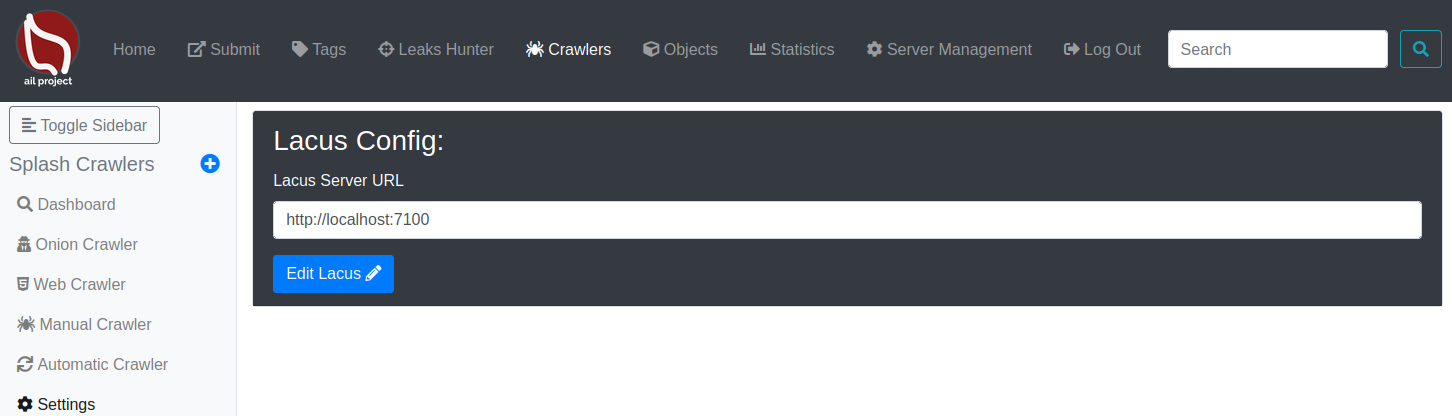 ail project
Home Submit Tags Leaks Hunter Crawlers Objects Statistics Server Management Log Out Search
Toggle Sidebar
Splash Crawlers
Dashboard
Onion Crawler
Web Crawler
Manual Crawler
Automatic Crawler
Settings
Lacus Config:
Lacus Server URL
http://localhost:7100
Edit Lacus